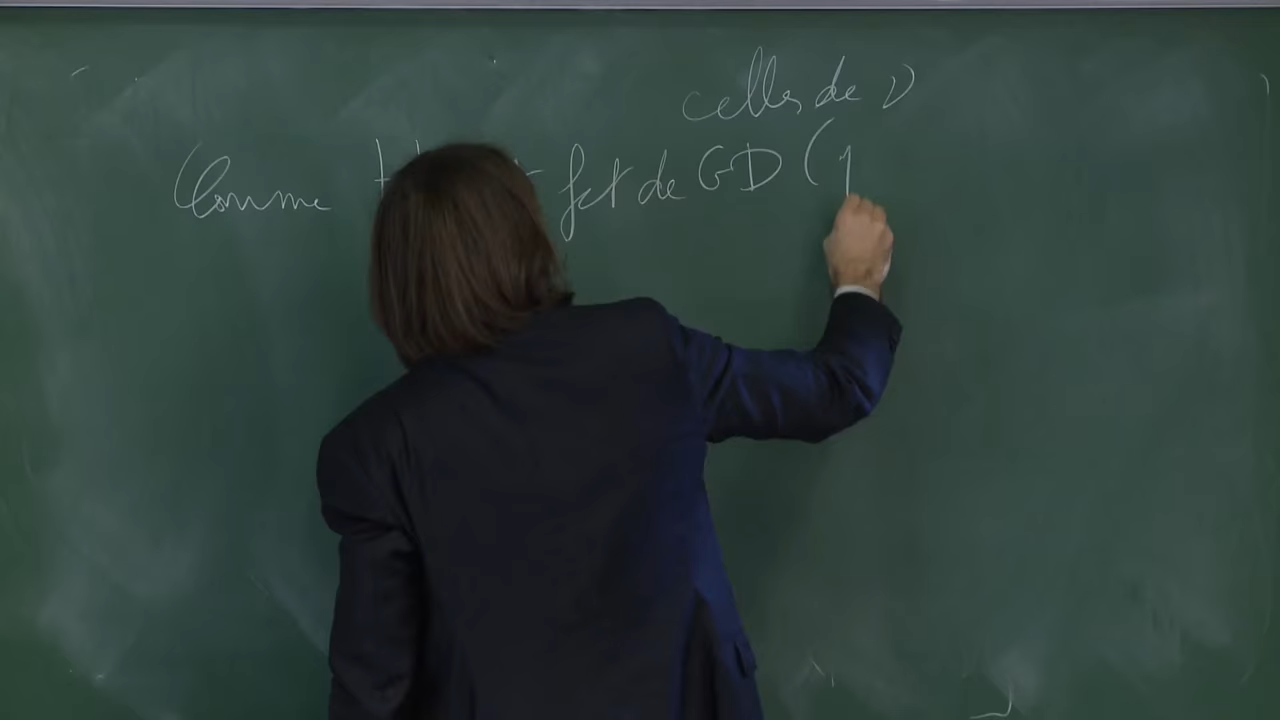 celles de ν
Comme fct de GD (1